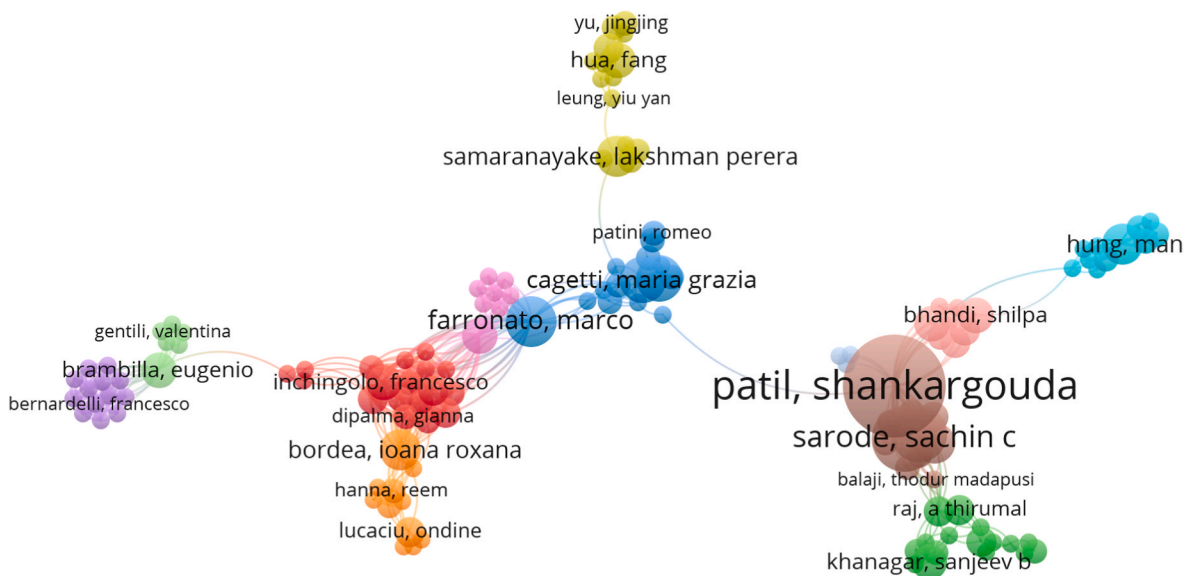 yu, jingjing
hua, fang
leung, yiu yan
samaranayake, lakshman perera
patini, romeo
hung, man
cagetti, maria grazia
bhandi, shilpa
farronato, marco
gentili, valentina
brambilla, eugenio
inchingolo, francesco
patil, shankargouda
bernardelli, francesco
dipalma, gianna
sarode, sachin c
bordea, ioana roxana
balaji, thodur madapusi
hanna, reem
raj, a thirumal
lucaciu, ondine
khanagar, sanjeev b